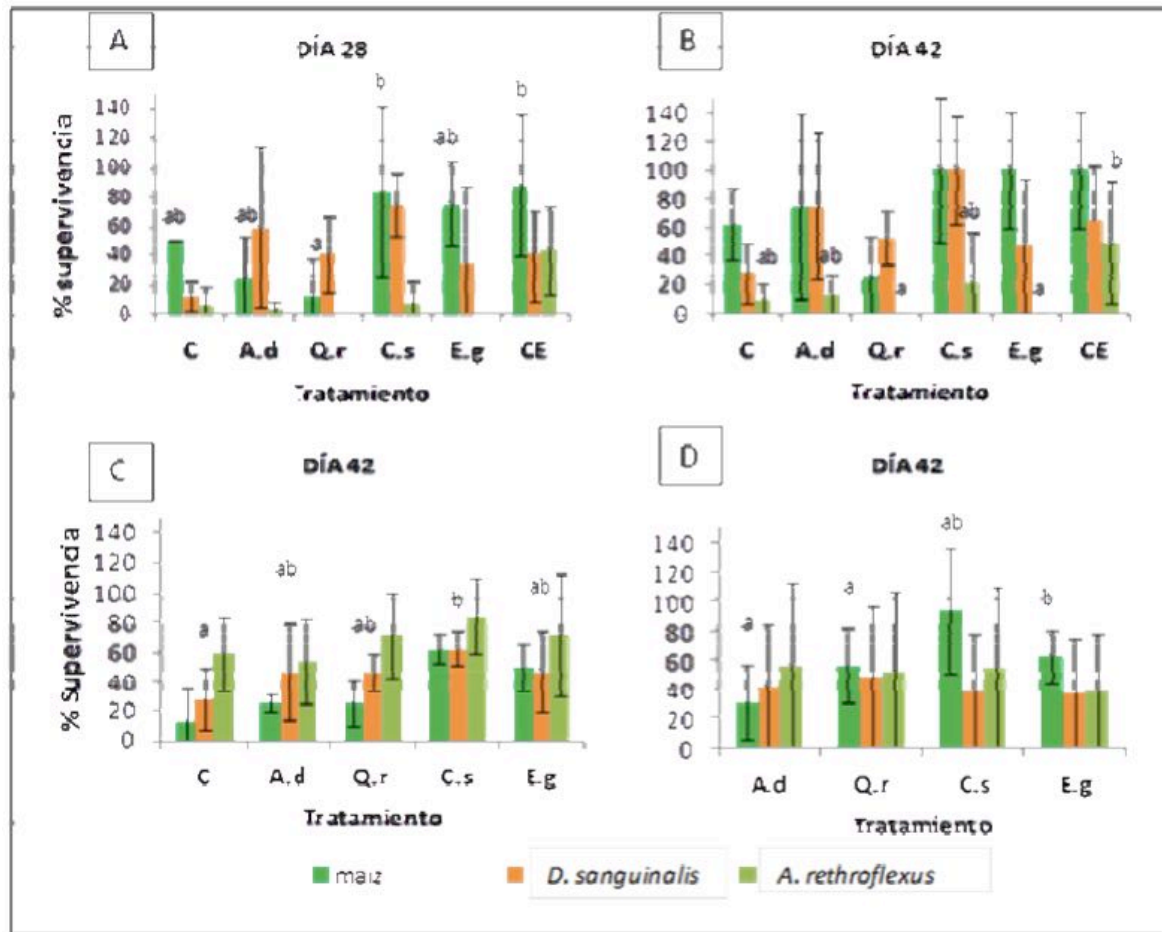 A
DÍA 28
% supervivencia
140
120
100
80
60
40
20
0
ab
ab
a
b
ab
b
C A.d Q.r C.s E.g CE
Tratamiento
B
DÍA 42
140
120
100
80
60
40
20
0
ab
ab
a
ab
a
b
C A.d Q.r C.s E.g CE
Tratamiento
C
DÍA 42
% Supervivencia
140
120
100
80
60
40
20
0
a
ab
ab
b
ab
C A.d Q.r C.s E.g
Tratamiento
D
DÍA 42
140
120
100
80
60
40
20
0
a
a
ab
b
A.d Q.r C.s E.g
Tratamiento
maiz D. sanguinalis A. rethroflexus